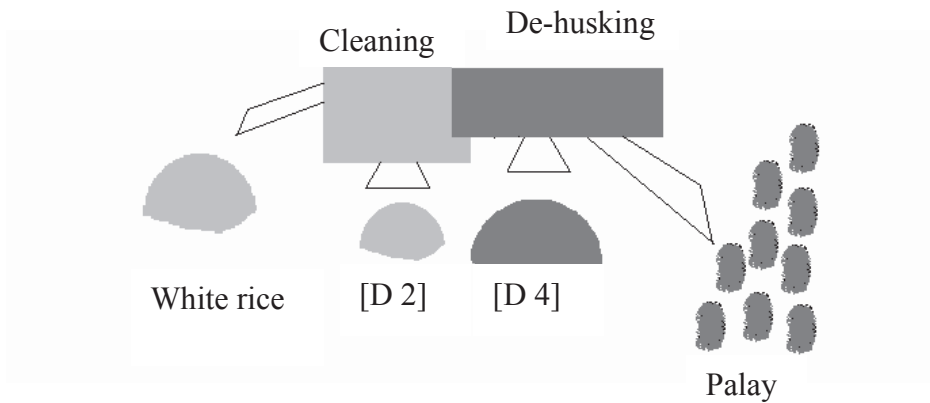 Cleaning
De-husking
White rice
[D 2]
[D 4]
Palay